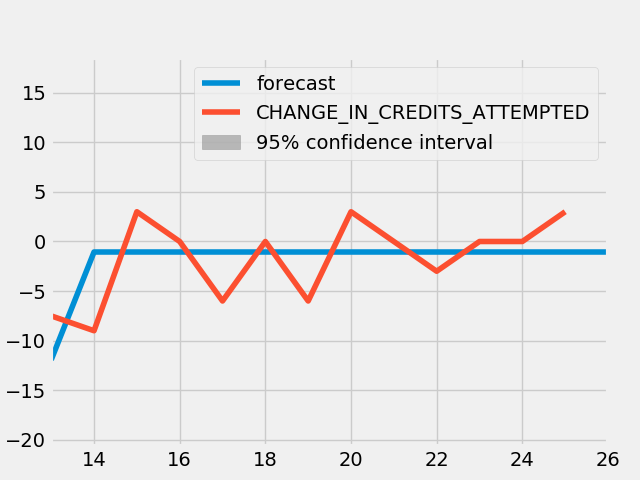 forecast
CHANGE_IN_CREDITS_ATTEMPTED
95% confidence interval
15
10
5
0
−5
−10
−15
−20
14 16 18 20 22 24 26